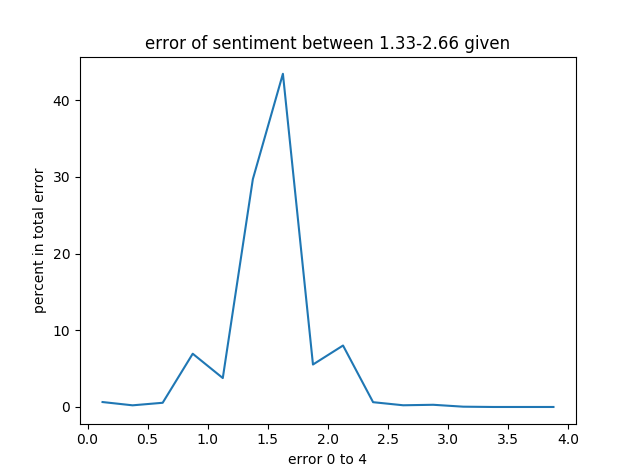 error of sentiment between 1.33-2.66 given
percent in total error
40
30
20
10
0
0.0 0.5 1.0 1.5 2.0 2.5 3.0 3.5 4.0
error 0 to 4